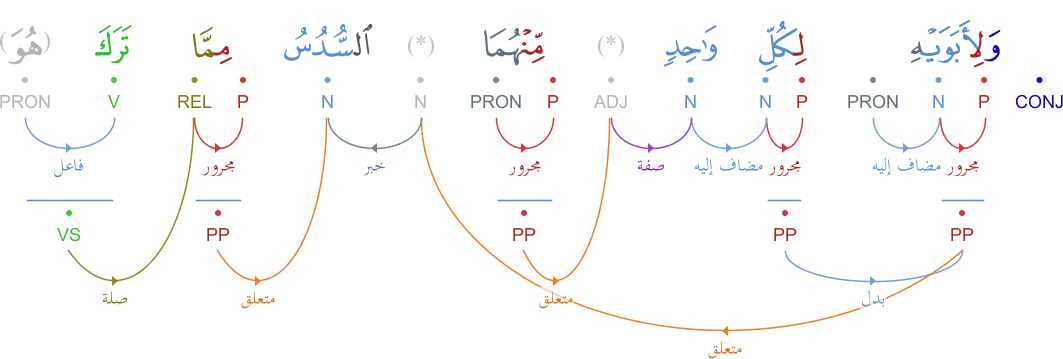 وَلِأَبَوَيْهِ لِكُلِّ وَٰحِدٍ (*) مِّنْهُمَا (*) ٱلسُّدُسُ مِمَّا تَرَكَ (هُوَ)
PRON V REL P N N PRON P ADJ N N P PRON N P CONJ
فاعل مجرور خبر مجرور صفة مضاف إليه مجرور مضاف إليه مجرور
VS PP PP PP PP
صلة متعلق متعلق بدل
متعلق